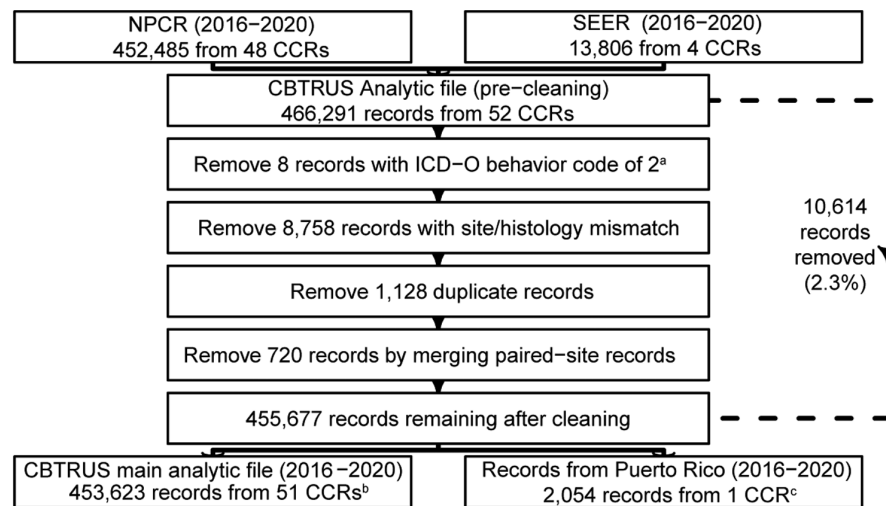 NPCR (2016−2020)
452,485 from 48 CCRs
SEER (2016−2020)
13,806 from 4 CCRs
CBTRUS Analytic file (pre−cleaning)
466,291 records from 52 CCRs
Remove 8 records with ICD−O behavior code of 2ᵃ
Remove 8,758 records with site/histology mismatch
10,614
records
removed
(2.3%)
Remove 1,128 duplicate records
Remove 720 records by merging paired−site records
455,677 records remaining after cleaning
CBTRUS main analytic file (2016−2020)
453,623 records from 51 CCRsᵇ
Records from Puerto Rico (2016−2020)
2,054 records from 1 CCRᶜ